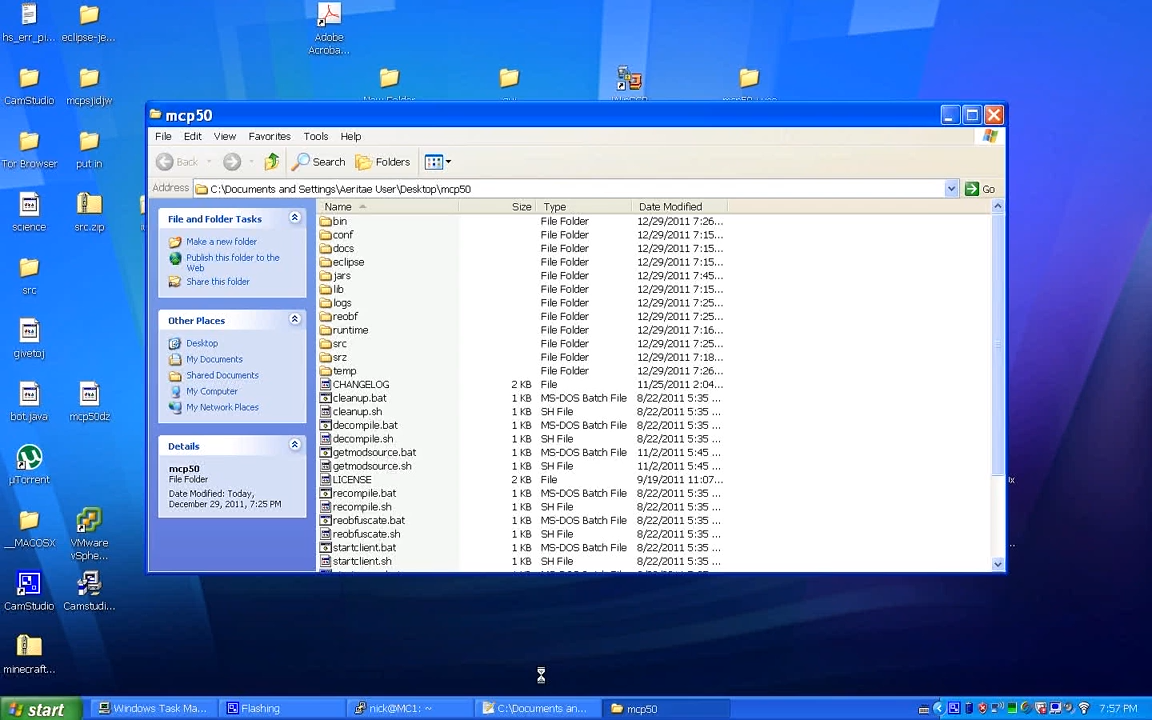 hs_err_pi...
eclipse-je...
Adobe
Acroba...
CamStudio
mcpsjidjw
New Folder
Tor Browser
put in
science
src.zip
src
givetoj
bot.java
mcp50dz
µTorrent
__MACOSX
VMware
vSphe...
CamStudio
Camstudi...
minecraft...
mcp50
File Edit View Favorites Tools Help
Back Search Folders
Address C:\Documents and Settings\Aeritae User\Desktop\mcp50 Go
File and Folder Tasks
Make a new folder
Publish this folder to the
Web
Share this folder
Other Places
Desktop
My Documents
Shared Documents
My Computer
My Network Places
Details
mcp50
File Folder
Date Modified: Today,
December 29, 2011, 7:25 PM
Name Size Type Date Modified
bin File Folder 12/29/2011 7:26...
conf File Folder 12/29/2011 7:15...
docs File Folder 12/29/2011 7:15...
eclipse File Folder 12/29/2011 7:15...
jars File Folder 12/29/2011 7:45...
lib File Folder 12/29/2011 7:15...
logs File Folder 12/29/2011 7:25...
reobf File Folder 12/29/2011 7:25...
runtime File Folder 12/29/2011 7:16...
src File Folder 12/29/2011 7:25...
srz File Folder 12/29/2011 7:18...
temp File Folder 12/29/2011 7:26...
CHANGELOG 2 KB File 11/25/2011 2:04...
cleanup.bat 1 KB MS-DOS Batch File 8/22/2011 5:35 ...
cleanup.sh 1 KB SH File 8/22/2011 5:35 ...
decompile.bat 1 KB MS-DOS Batch File 8/22/2011 5:35 ...
decompile.sh 1 KB SH File 8/22/2011 5:35 ...
getmodsource.bat 1 KB MS-DOS Batch File 11/2/2011 5:45 ...
getmodsource.sh 1 KB SH File 11/2/2011 5:45 ...
LICENSE 2 KB File 9/19/2011 11:07...
recompile.bat 1 KB MS-DOS Batch File 8/22/2011 5:35 ...
recompile.sh 1 KB SH File 8/22/2011 5:35 ...
reobfuscate.bat 1 KB MS-DOS Batch File 8/22/2011 5:35 ...
reobfuscate.sh 1 KB SH File 8/22/2011 5:35 ...
startclient.bat 1 KB MS-DOS Batch File 8/22/2011 5:35 ...
startclient.sh 1 KB SH File 8/22/2011 5:35 ...
start Windows Task Ma... Flashing nick@MC1: ~ C:\Documents an... mcp50 7:57 PM